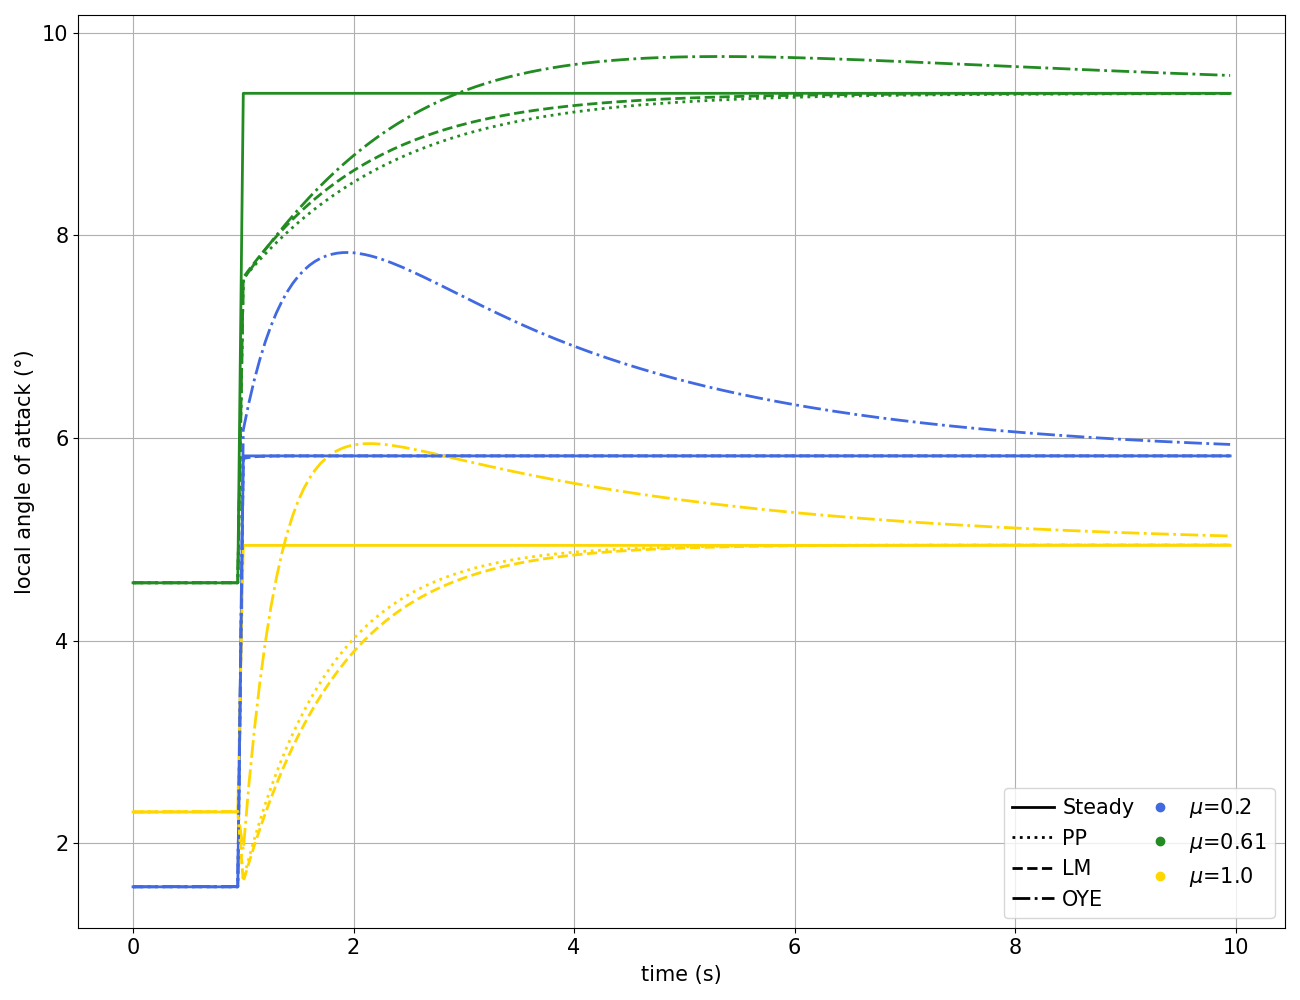 10
8
6
4
2
local angle of attack (°)
0 2 4 6 8 10
time (s)
Steady
PP
LM
OYE
μ=0.2
μ=0.61
μ=1.0